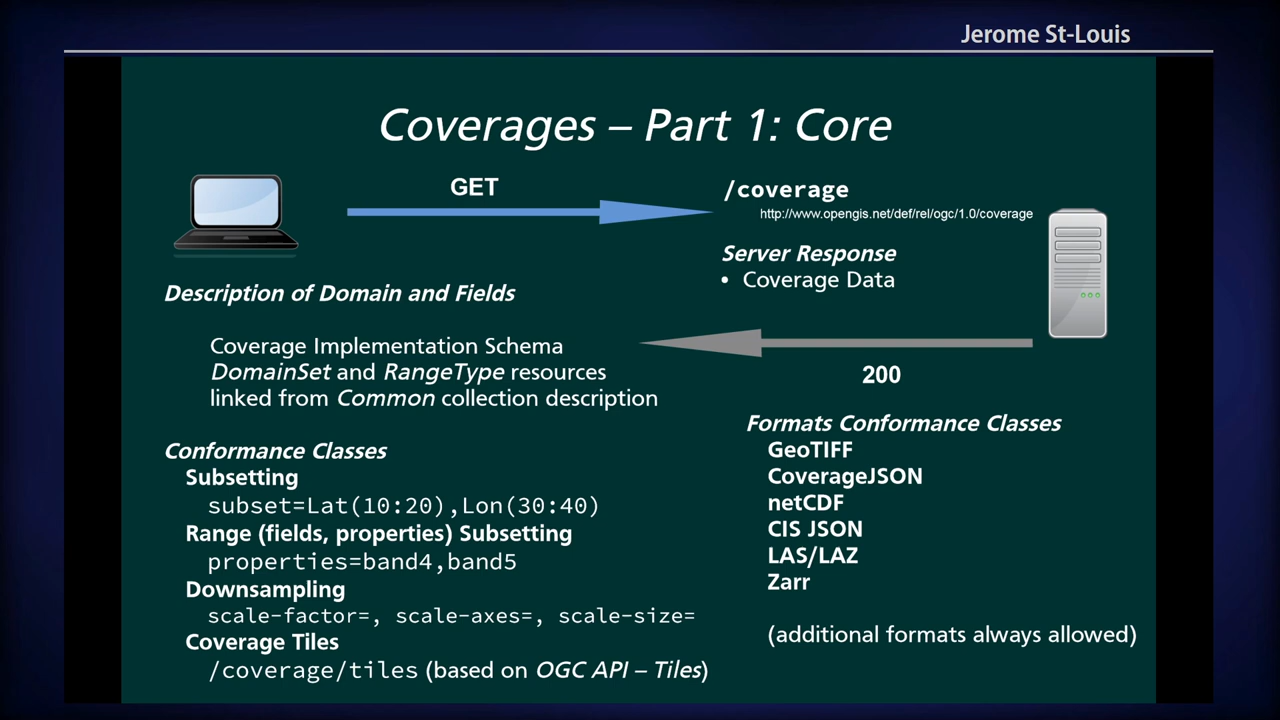 Jerome St-Louis
Coverages – Part 1: Core
GET
/coverage
http://www.opengis.net/def/rel/ogc/1.0/coverage
Server Response
• Coverage Data
Description of Domain and Fields
Coverage Implementation Schema
DomainSet and RangeType resources
linked from Common collection description
200
Conformance Classes
Subsetting
subset=Lat(10:20),Lon(30:40)
Range (fields, properties) Subsetting
properties=band4,band5
Downsampling
scale-factor=, scale-axes=, scale-size=
Coverage Tiles
/coverage/tiles (based on OGC API – Tiles)
Formats Conformance Classes
GeoTIFF
CoverageJSON
netCDF
CIS JSON
LAS/LAZ
Zarr
(additional formats always allowed)